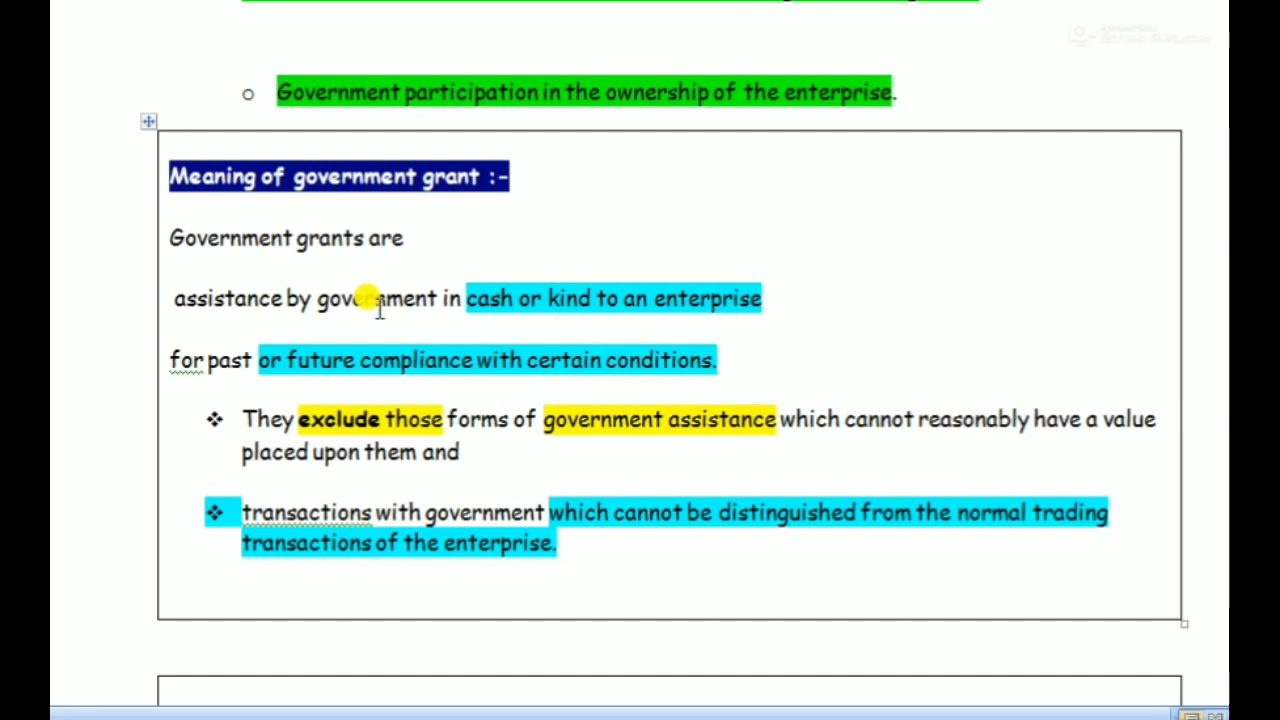 o Government participation in the ownership of the enterprise.
Meaning of government grant :-
Government grants are
assistance by government in cash or kind to an enterprise
for past or future compliance with certain conditions.
❖ They exclude those forms of government assistance which cannot reasonably have a value
placed upon them and
❖ transactions with government which cannot be distinguished from the normal trading
transactions of the enterprise.